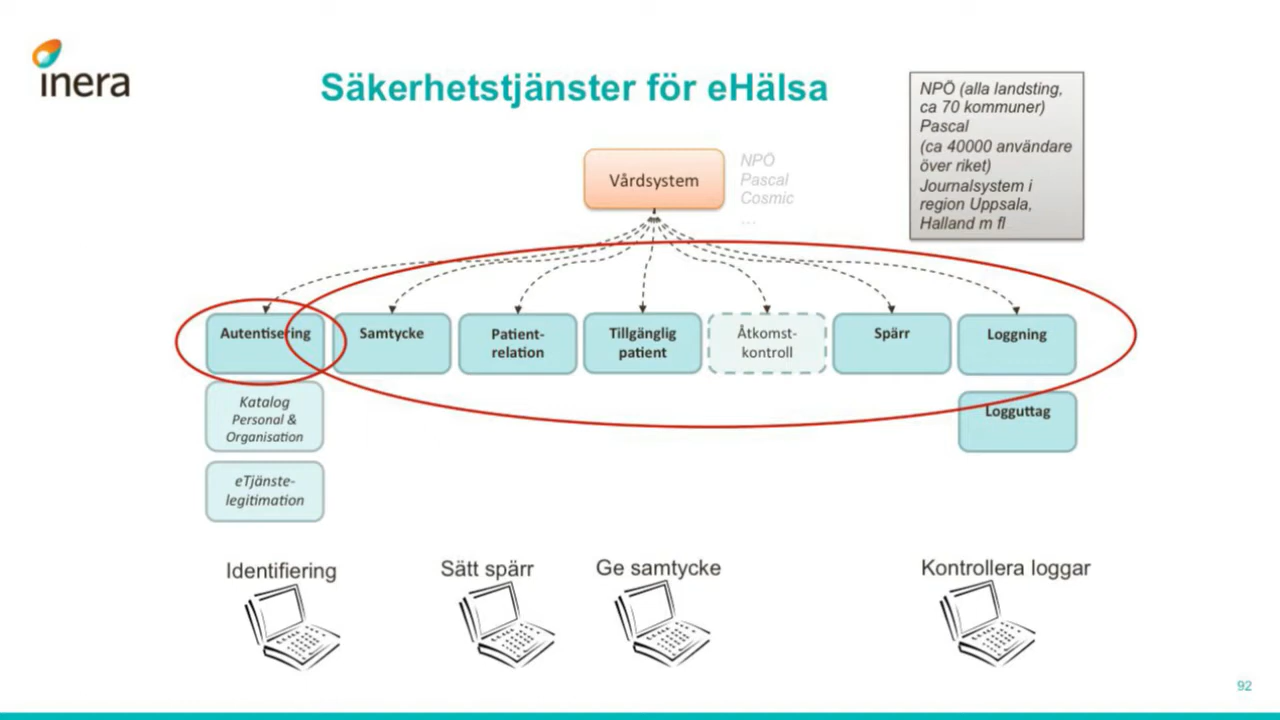 inera
Säkerhetstjänster för eHälsa
NPÖ (alla landsting,
ca 70 kommuner)
Pascal
(ca 40000 användare
över riket)
Journalsystem i
region Uppsala,
Halland m fl
Vårdsystem
NPÖ
Pascal
Cosmic
...
Autentisering
Samtycke
Patient-
relation
Tillgänglig
patient
Åtkomst-
kontroll
Spärr
Loggning
Katalog
Personal &
Organisation
Logguttag
eTjänste-
legitimation
Identifiering
Sätt spärr
Ge samtycke
Kontrollera loggar
92